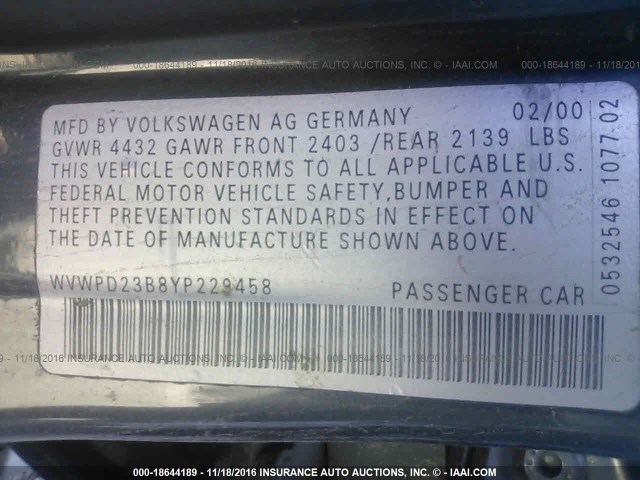 MFD BY VOLKSWAGEN AG GERMANY 02/00
GVWR 4432 GAWR FRONT 2403 /REAR 2139 LBS
THIS VEHICLE CONFORMS TO ALL APPLICABLE U.S.
FEDERAL MOTOR VEHICLE SAFETY,BUMPER AND
THEFT PREVENTION STANDARDS IN EFFECT ON
THE DATE OF MANUFACTURE SHOWN ABOVE.
WVWPD23B8YP229458 PASSENGER CAR
0532546 1077.02
000-18644189 - 11/18/2016 INSURANCE AUTO AUCTIONS, INC. - © - IAAI.COM